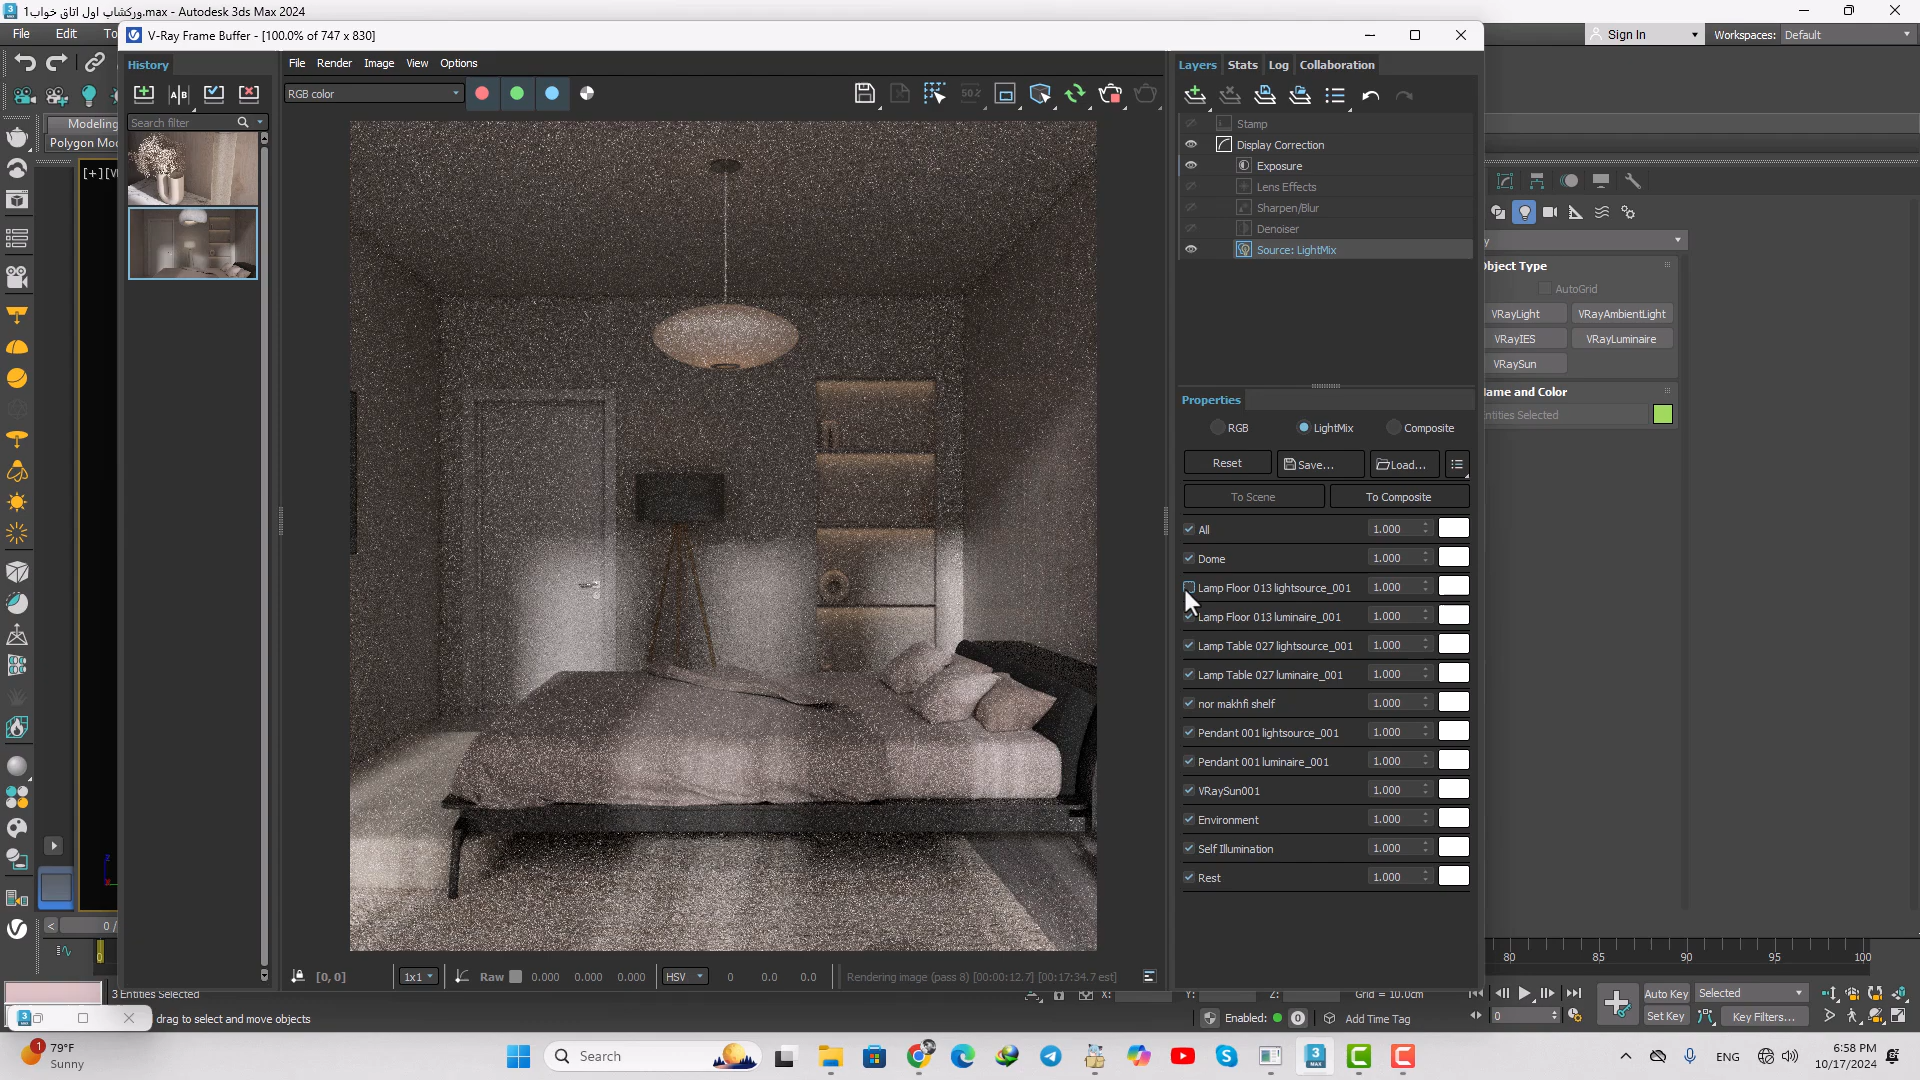 ورکشاپ اول اتاق خواب1.max - Autodesk 3ds Max 2024
File Edit To
V-Ray Frame Buffer - [100.0% of 747 x 830]
Sign In Workspaces: Default
History
File Render Image View Options
Layers Stats Log Collaboration
RGB color
Search filter
Modeling
Polygon Mod
[+][V
Stamp
Display Correction
Exposure
Lens Effects
Sharpen/Blur
Denoiser
Source: LightMix
Object Type
AutoGrid
VRayLight VRayAmbientLight
VRayIES VRayLuminaire
VRaySun
Name and Color
Entities Selected
Properties
RGB LightMix Composite
Reset Save... Load...
To Scene To Composite
All 1.000
Dome 1.000
Lamp Floor 013 lightsource_001 1.000
Lamp Floor 013 luminaire_001 1.000
Lamp Table 027 lightsource_001 1.000
Lamp Table 027 luminaire_001 1.000
nor makhfi shelf 1.000
Pendant 001 lightsource_001 1.000
Pendant 001 luminaire_001 1.000
VRaySun001 1.000
Environment 1.000
Self Illumination 1.000
Rest 1.000
0 /
0
80 85 90 95 100
[0, 0] 1x1 Raw 0.000 0.000 0.000 HSV 0 0.0 0.0 Rendering image (pass 8) [00:00:12.7] [00:17:34.7 est]
3 Entities Selected X: Y: Z: Grid = 10.0cm
Auto Key Selected
drag to select and move objects
Enabled: 0 Add Time Tag
0 Set Key Key Filters...
1 79°F
Sunny
Search
ENG
6:58 PM
10/17/2024